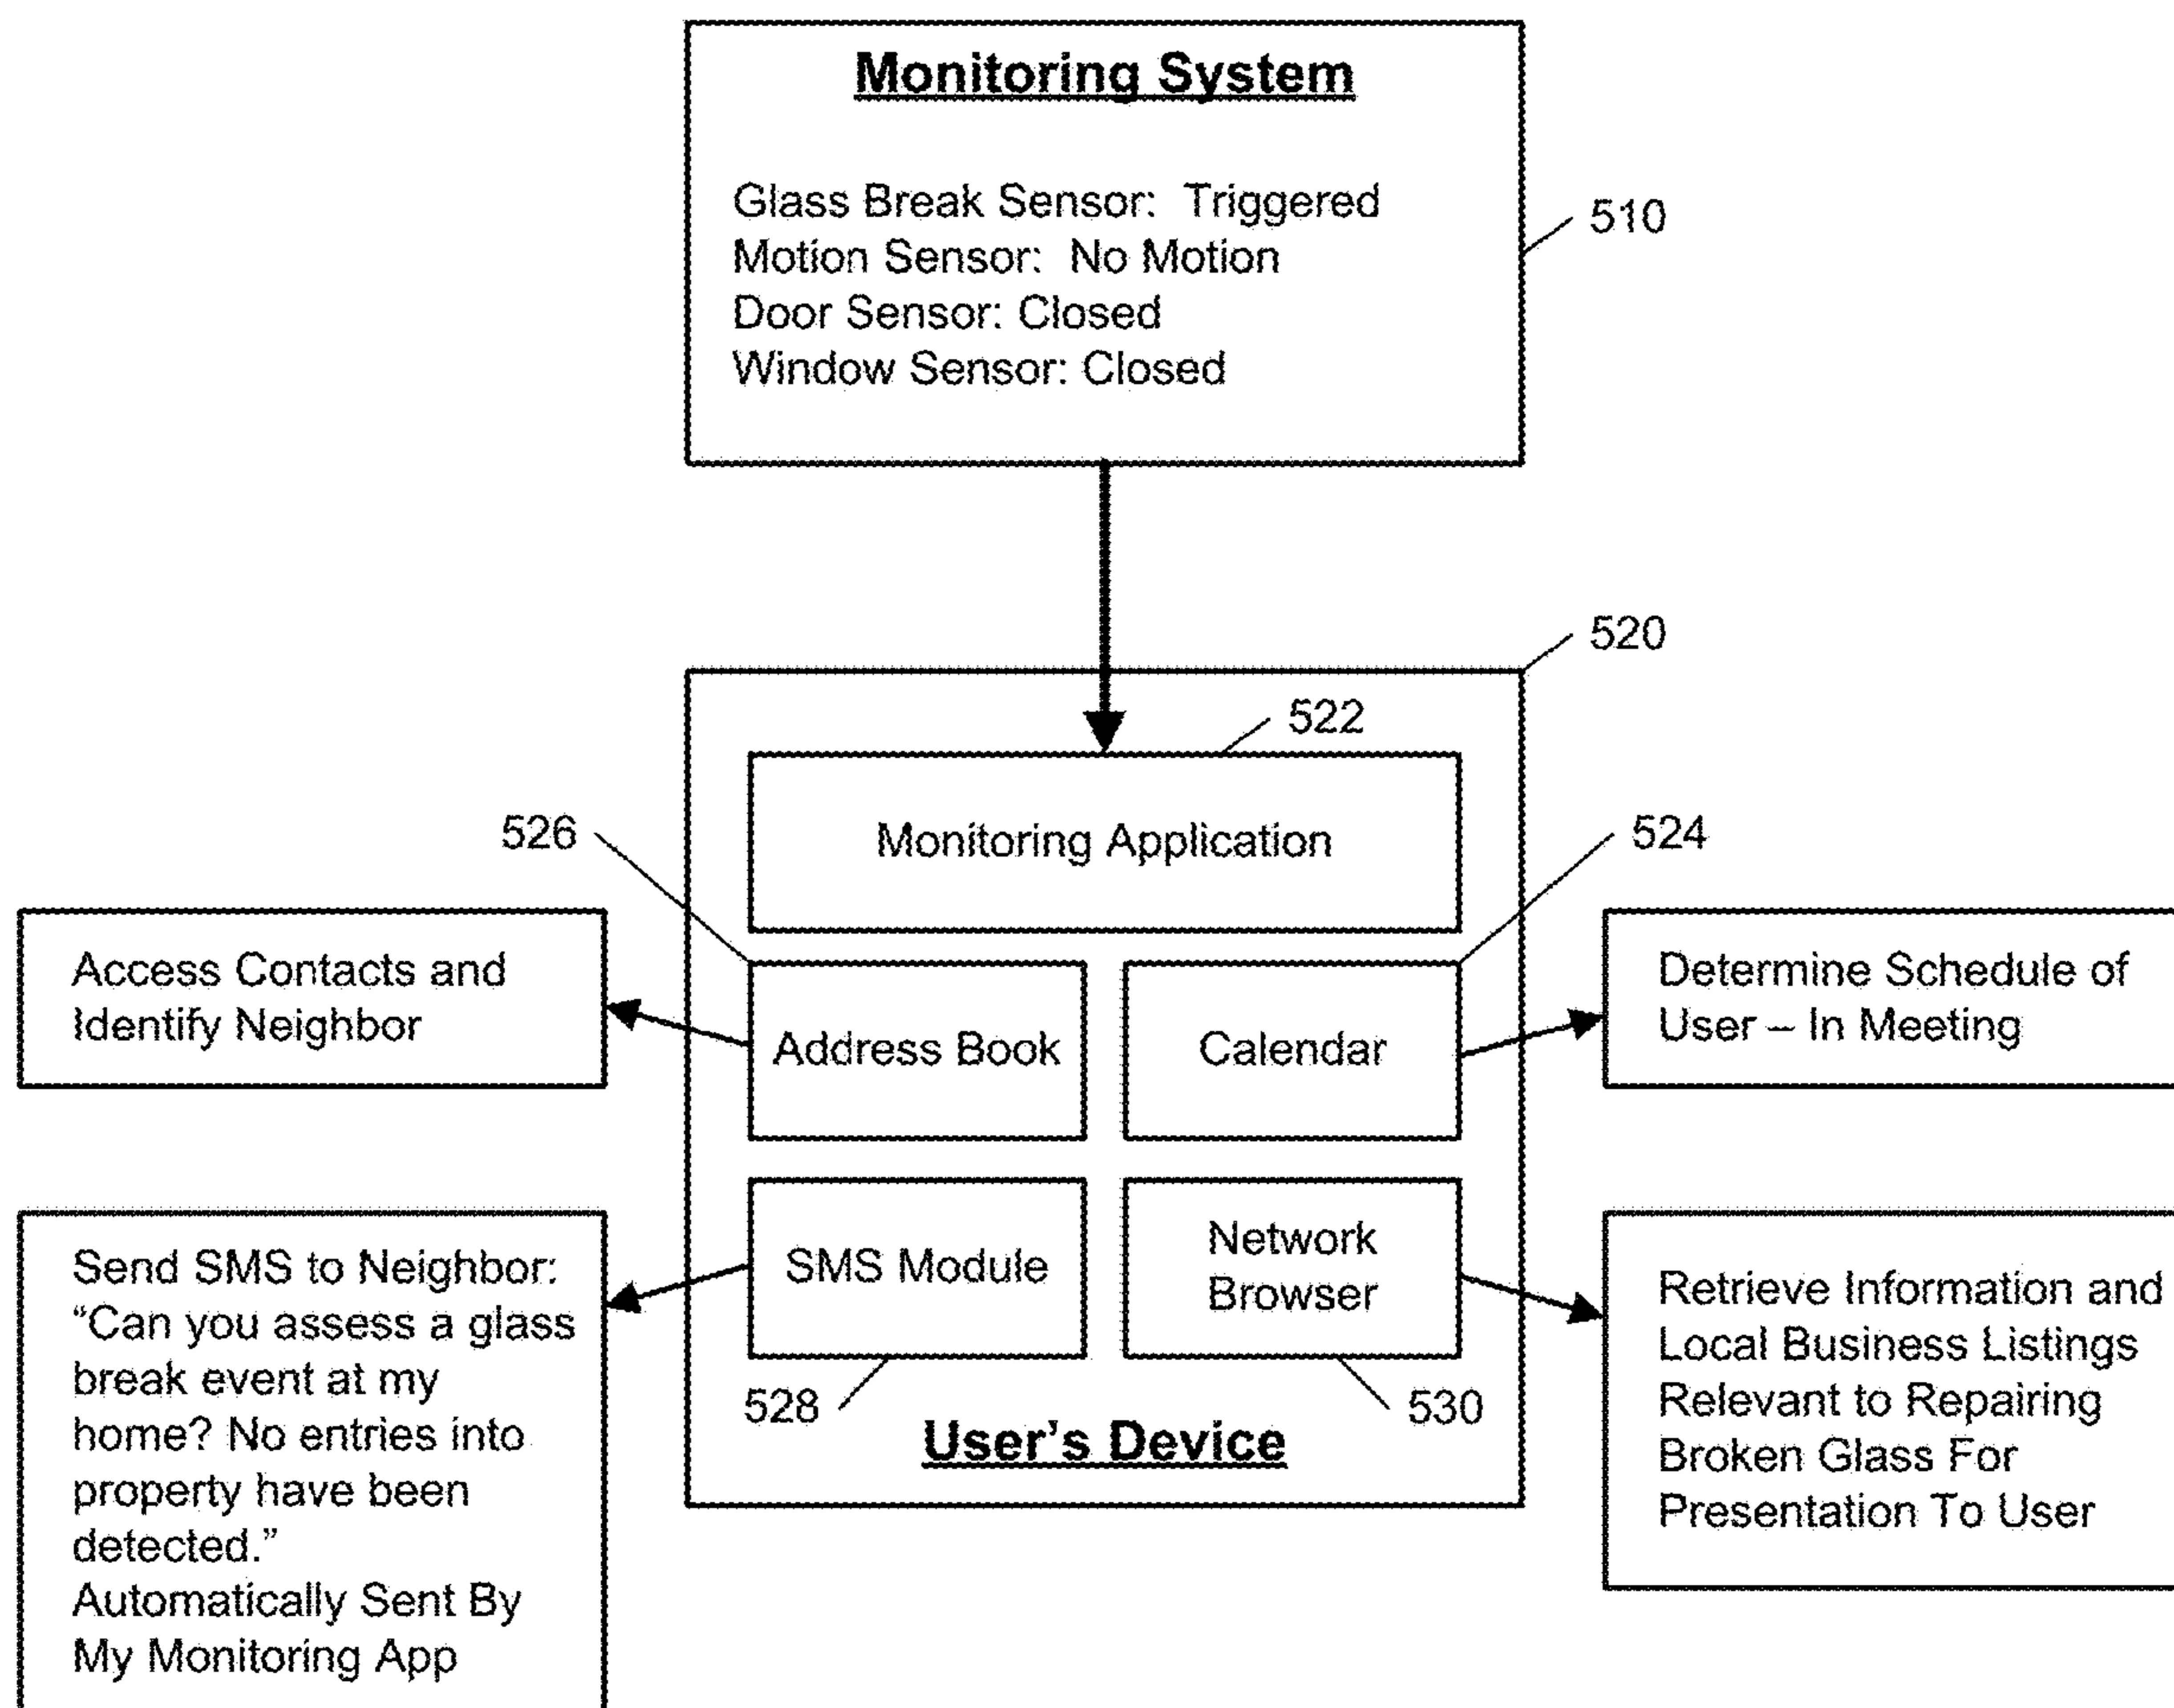 Monitoring System
Glass Break Sensor: Triggered
Motion Sensor: No Motion
Door Sensor: Closed
Window Sensor: Closed
510
520
522
Monitoring Application
526
524
Access Contacts and
Identify Neighbor
Address Book
Calendar
Determine Schedule of
User – In Meeting
Send SMS to Neighbor:
“Can you assess a glass
break event at my
home? No entries into
property have been
detected.”
Automatically Sent By
My Monitoring App
SMS Module
528
Network
Browser
530
Retrieve Information and
Local Business Listings
Relevant to Repairing
Broken Glass For
Presentation To User
User’s Device